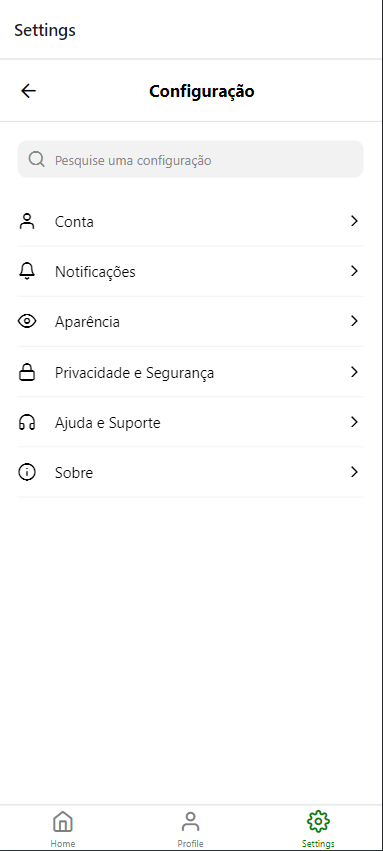 Settings
Configuração
Pesquise uma configuração
Conta
Notificações
Aparência
Privacidade e Segurança
Ajuda e Suporte
Sobre
Home Profile Settings